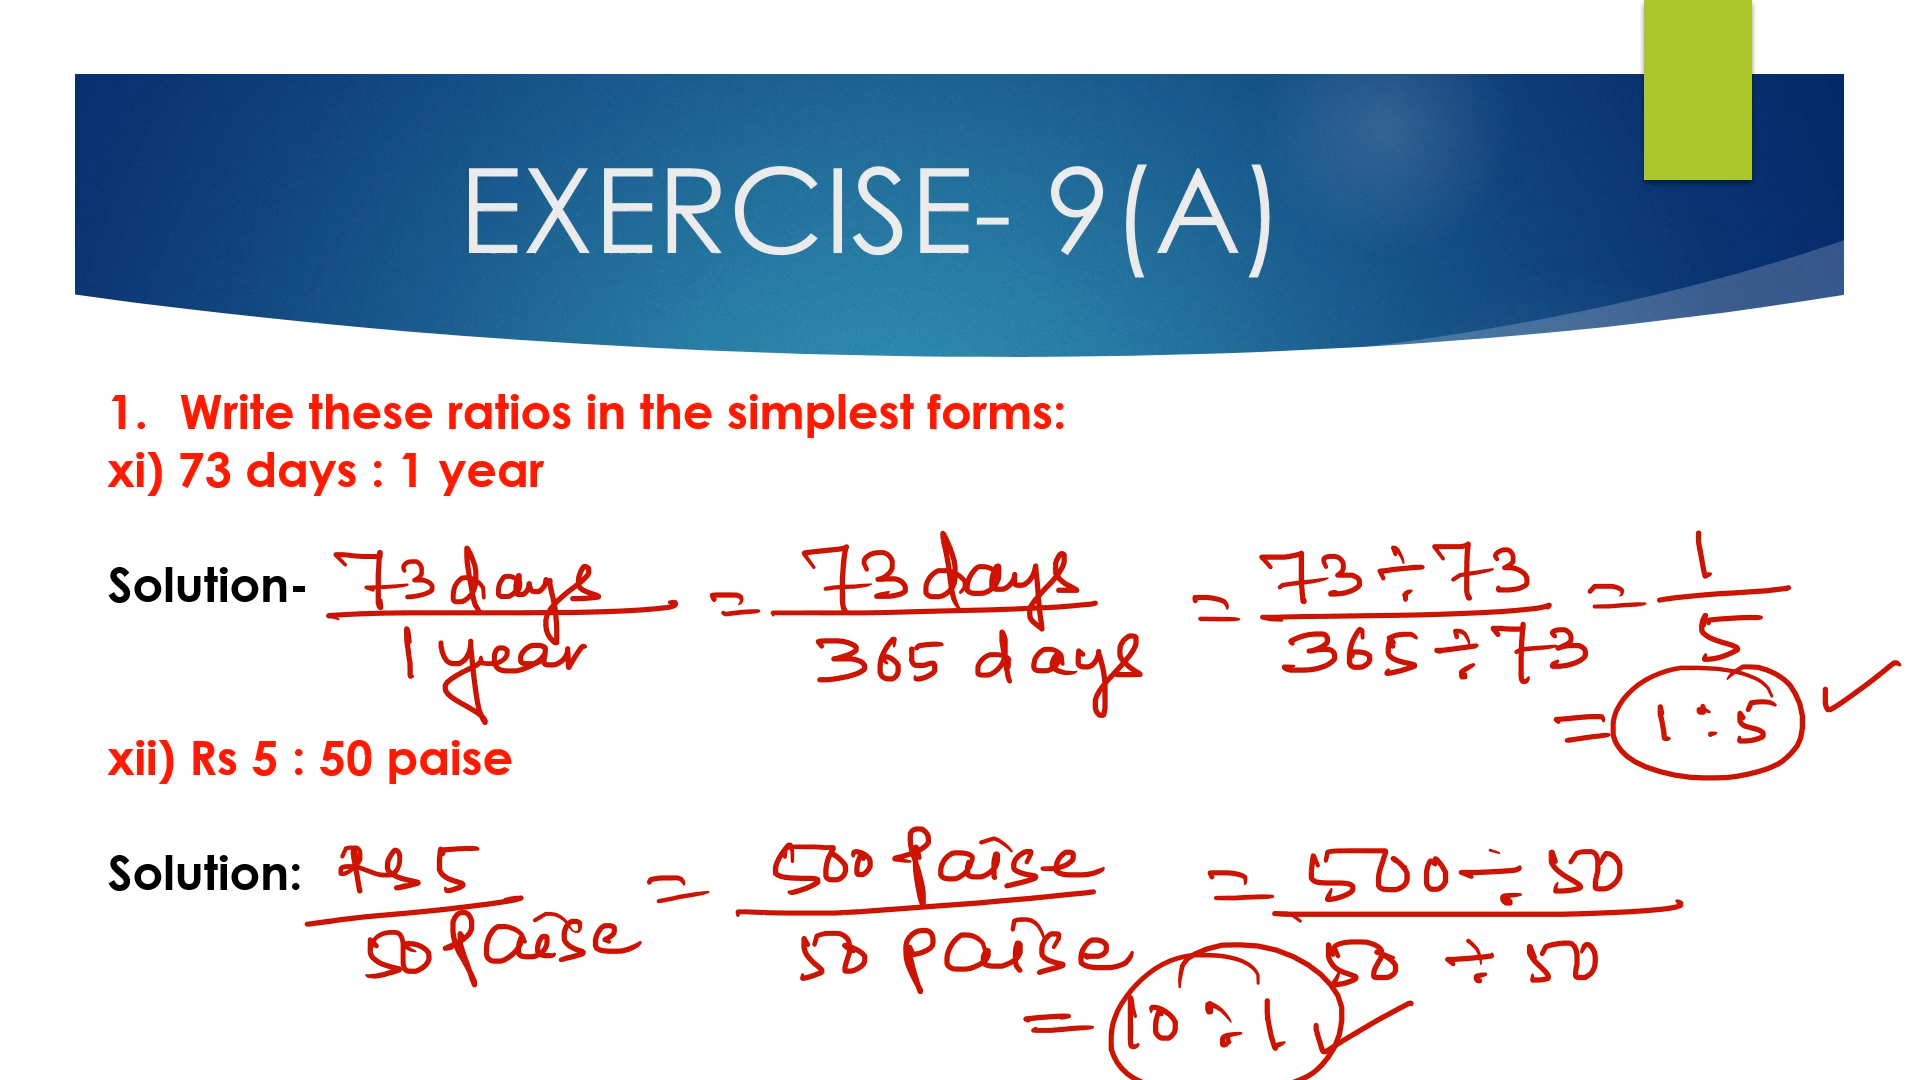 EXERCISE- 9(A)
1. Write these ratios in the simplest forms:
xi) 73 days : 1 year
Solution- 73 days / 1 year = 73 days / 365 days = 73 ÷ 73 / 365 ÷ 73 = 1 / 5
= 1 : 5 ✓
xii) Rs 5 : 50 paise
Solution: Rs 5 / 50 paise = 500 paise / 50 paise = 500 ÷ 50 / 50 ÷ 50
= 10 : 1 ✓